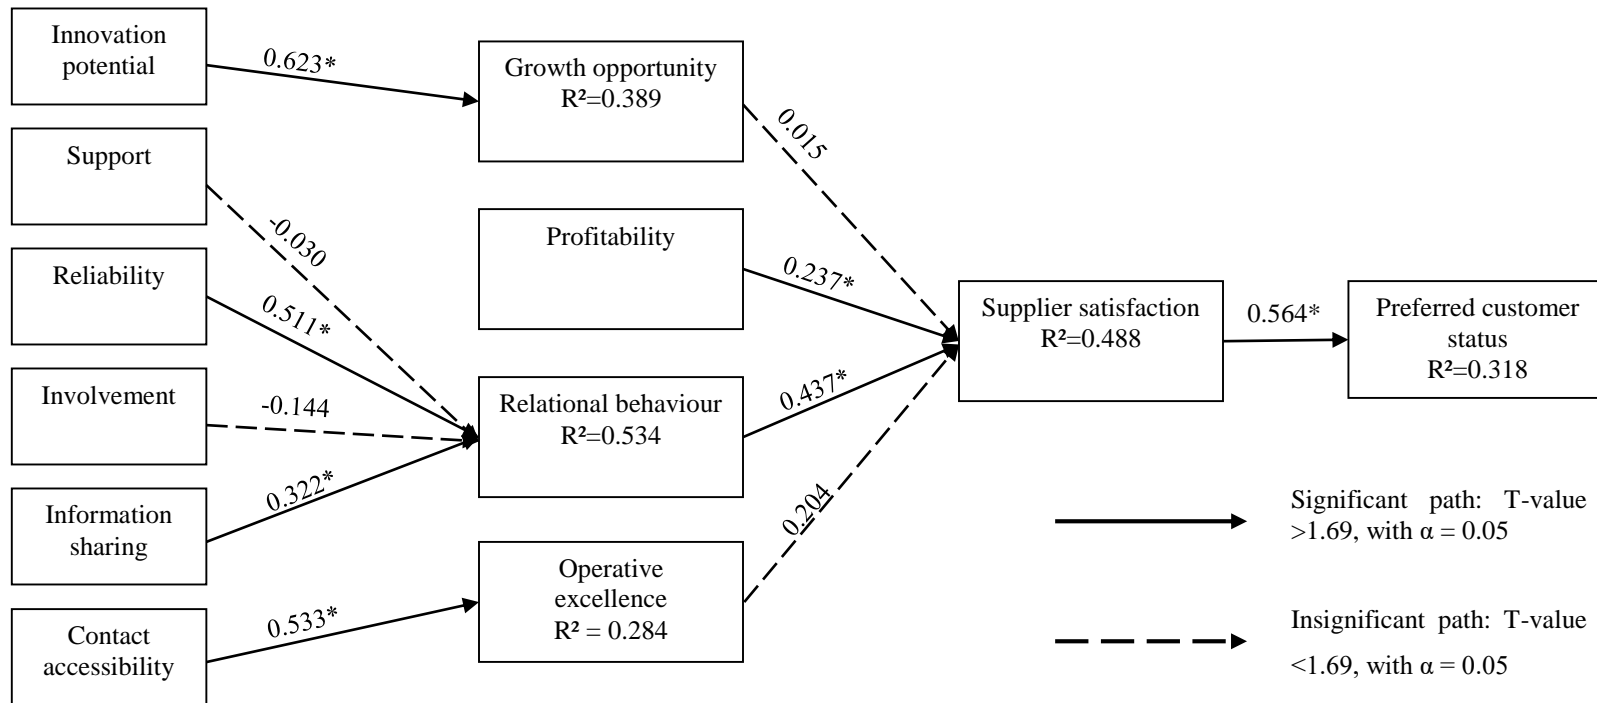 Innovation
potential
0.623*
Growth opportunity
R²=0.389
0.015
Support
-0.030
Profitability
0.237*
Reliability
0.511*
Supplier satisfaction
R²=0.488
0.564*
Preferred customer
status
R²=0.318
Involvement
-0.144
Relational behaviour
R²=0.534
0.437*
Information
sharing
0.322*
0.204
Operative
excellence
R² = 0.284
Contact
accessibility
0.533*
Significant path: T-value
>1.69, with α = 0.05
Insignificant path: T-value
<1.69, with α = 0.05